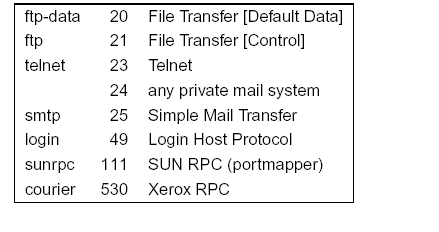 ftp-data 20 File Transfer [Default Data]
ftp 21 File Transfer [Control]
telnet 23 Telnet
24 any private mail system
smtp 25 Simple Mail Transfer
login 49 Login Host Protocol
sunrpc 111 SUN RPC (portmapper)
courier 530 Xerox RPC